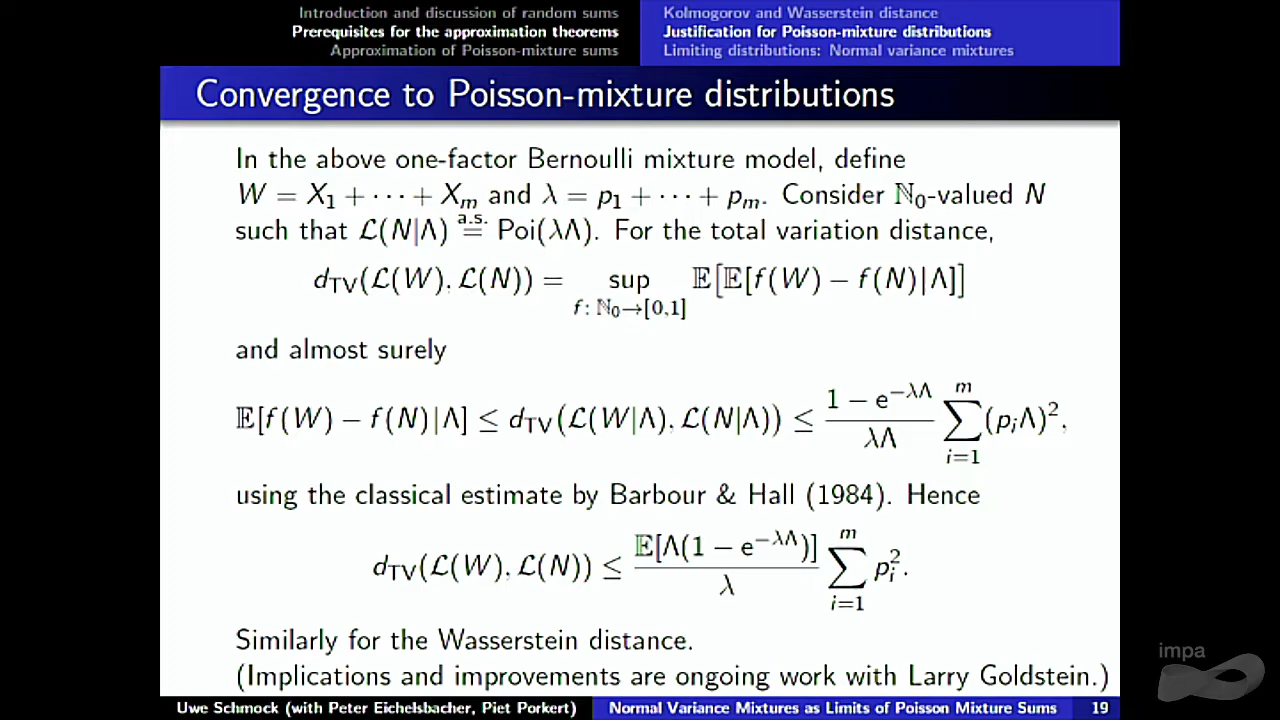 Introduction and discussion of random sums
Prerequisites for the approximation theorems
Approximation of Poisson-mixture sums
Kolmogorov and Wasserstein distance
Justification for Poisson-mixture distributions
Limiting distributions: Normal variance mixtures
Convergence to Poisson-mixture distributions
In the above one-factor Bernoulli mixture model, define
W = X₁ + ··· + Xₘ and λ = p₁ + ··· + pₘ. Consider ℕ₀-valued N
such that ℒ(N|Λ) a.s.= Poi(λΛ). For the total variation distance,
d_TV(ℒ(W), ℒ(N)) = sup_{f: ℕ₀→[0,1]} 𝔼[𝔼[f(W) − f(N)|Λ]]
and almost surely
𝔼[f(W) − f(N)|Λ] ≤ d_TV(ℒ(W|Λ), ℒ(N|Λ)) ≤ (1 − e^{−λΛ})/(λΛ) ∑_{i=1}^{m} (pᵢΛ)²,
using the classical estimate by Barbour & Hall (1984). Hence
d_TV(ℒ(W), ℒ(N)) ≤ 𝔼[Λ(1 − e^{−λΛ})]/λ ∑_{i=1}^{m} pᵢ².
Similarly for the Wasserstein distance.
(Implications and improvements are ongoing work with Larry Goldstein.)
impa
Uwe Schmock (with Peter Eichelsbacher, Piet Porkert) Normal Variance Mixtures as Limits of Poisson Mixture Sums 19